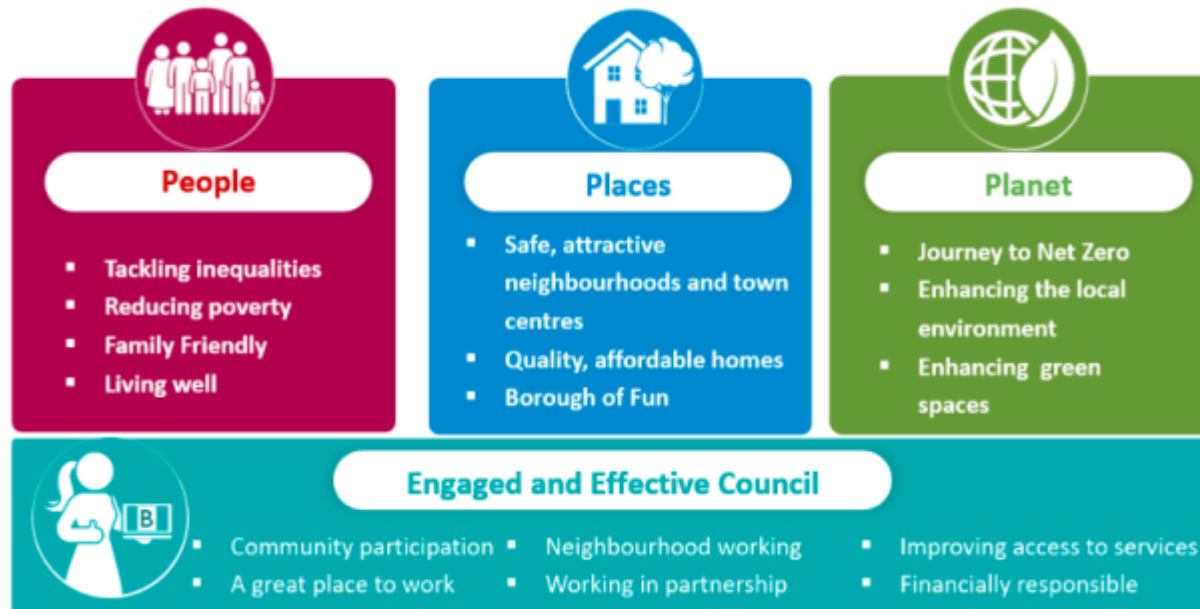 People
Tackling inequalities
Reducing poverty
Family Friendly
Living well
Places
Safe, attractive
neighbourhoods and town
centres
Quality, affordable homes
Borough of Fun
Planet
Journey to Net Zero
Enhancing the local
environment
Enhancing green
spaces
Engaged and Effective Council
B
Community participation
A great place to work
Neighbourhood working
Working in partnership
Improving access to services
Financially responsible